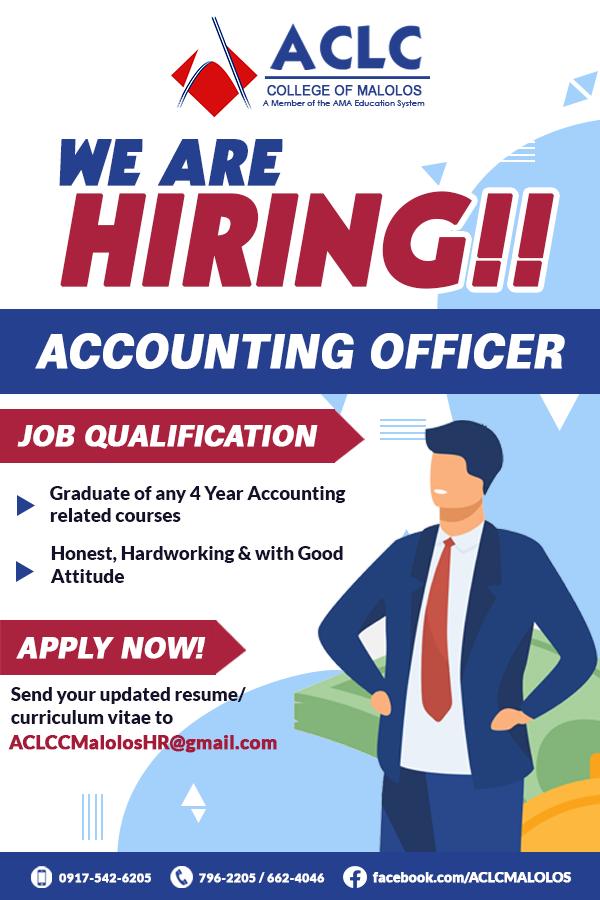 ACLC
COLLEGE OF MALOLOS
A Member of the AMA Education System
WE ARE
HIRING!!
ACCOUNTING OFFICER
JOB QUALIFICATION
Graduate of any 4 Year Accounting
related courses
Honest, Hardworking & with Good
Attitude
APPLY NOW!
Send your updated resume/
curriculum vitae to
ACLCCMalolosHR@gmail.com
0917-542-6205 796-2205 / 662-4046 facebook.com/ACLCMALOLOS